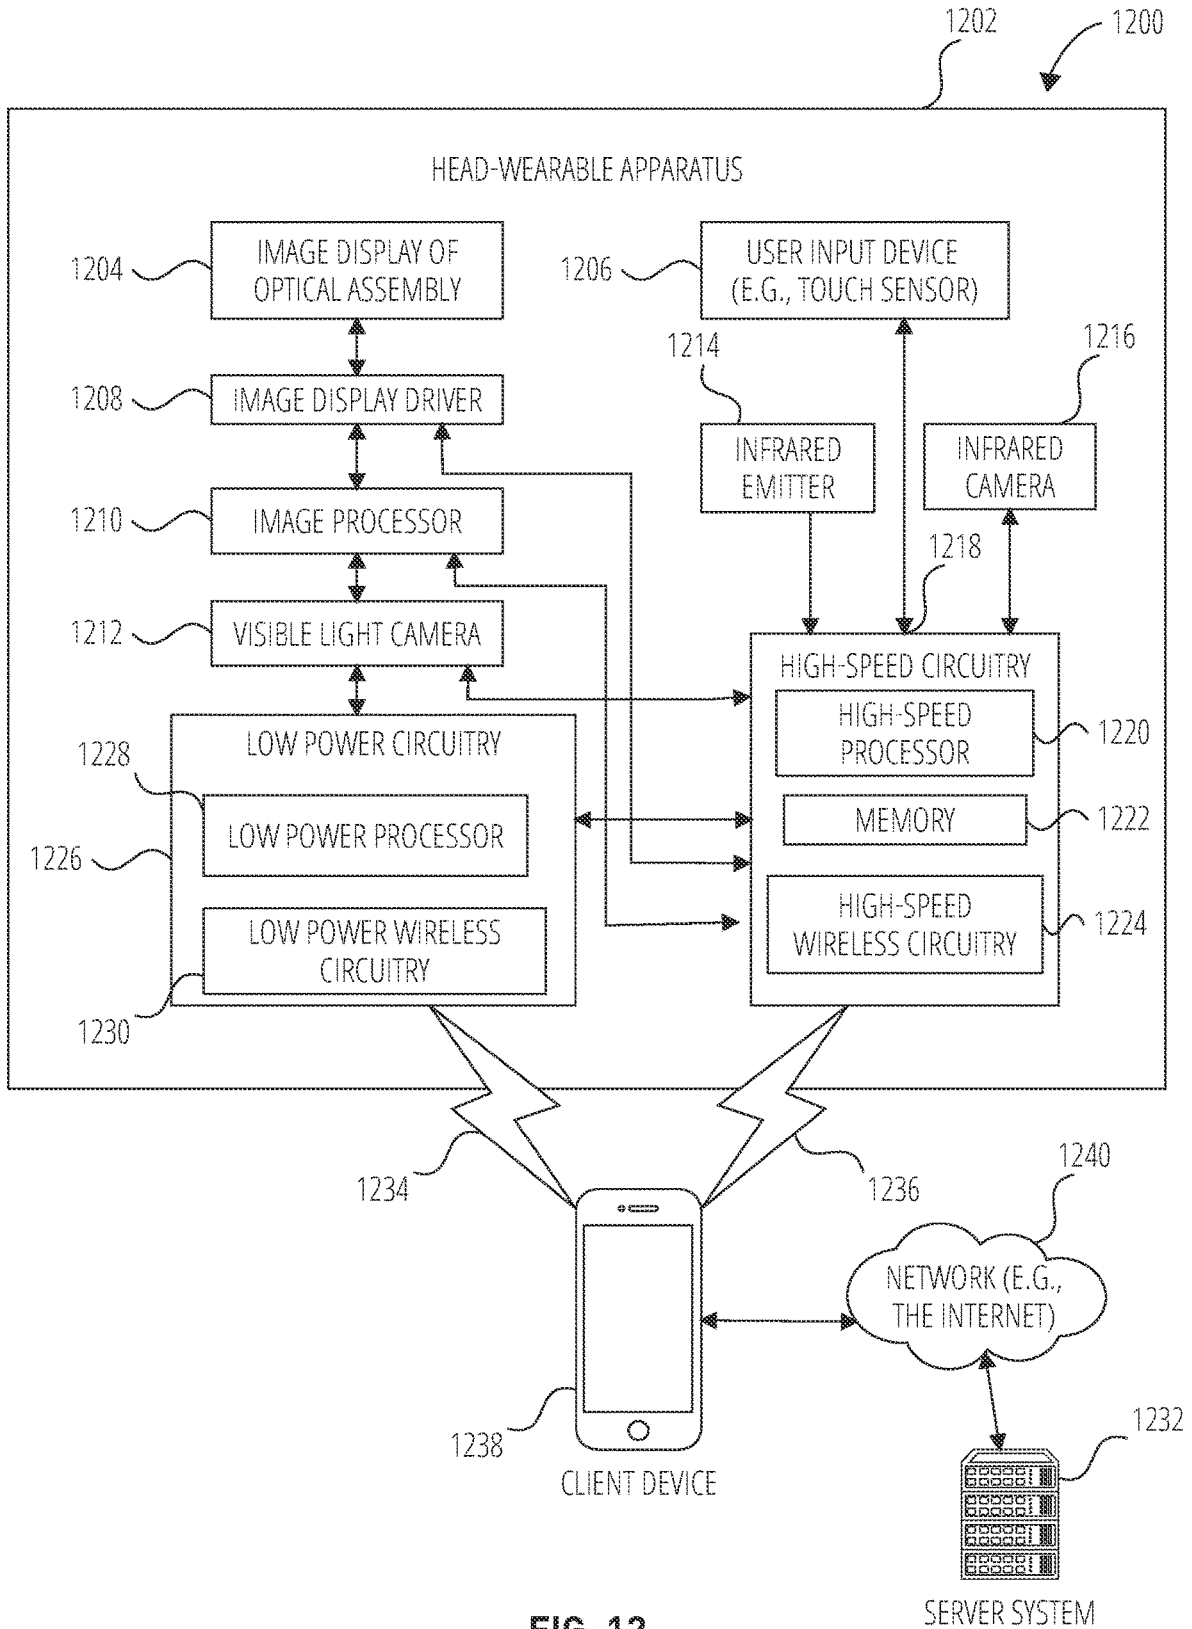 1202
1200
HEAD-WEARABLE APPARATUS
1204
IMAGE DISPLAY OF
OPTICAL ASSEMBLY
1206
USER INPUT DEVICE
(E.G., TOUCH SENSOR)
1214
1216
1208
IMAGE DISPLAY DRIVER
INFRARED
EMITTER
INFRARED
CAMERA
1210
IMAGE PROCESSOR
1218
1212
VISIBLE LIGHT CAMERA
HIGH-SPEED CIRCUITRY
HIGH-SPEED
PROCESSOR
1220
LOW POWER CIRCUITRY
1228
LOW POWER PROCESSOR
MEMORY
1222
1226
LOW POWER WIRELESS
CIRCUITRY
HIGH-SPEED
WIRELESS CIRCUITRY
1224
1230
1234
1236
1240
NETWORK (E.G.,
THE INTERNET)
1238
CLIENT DEVICE
1232
SERVER SYSTEM
FIG. 12